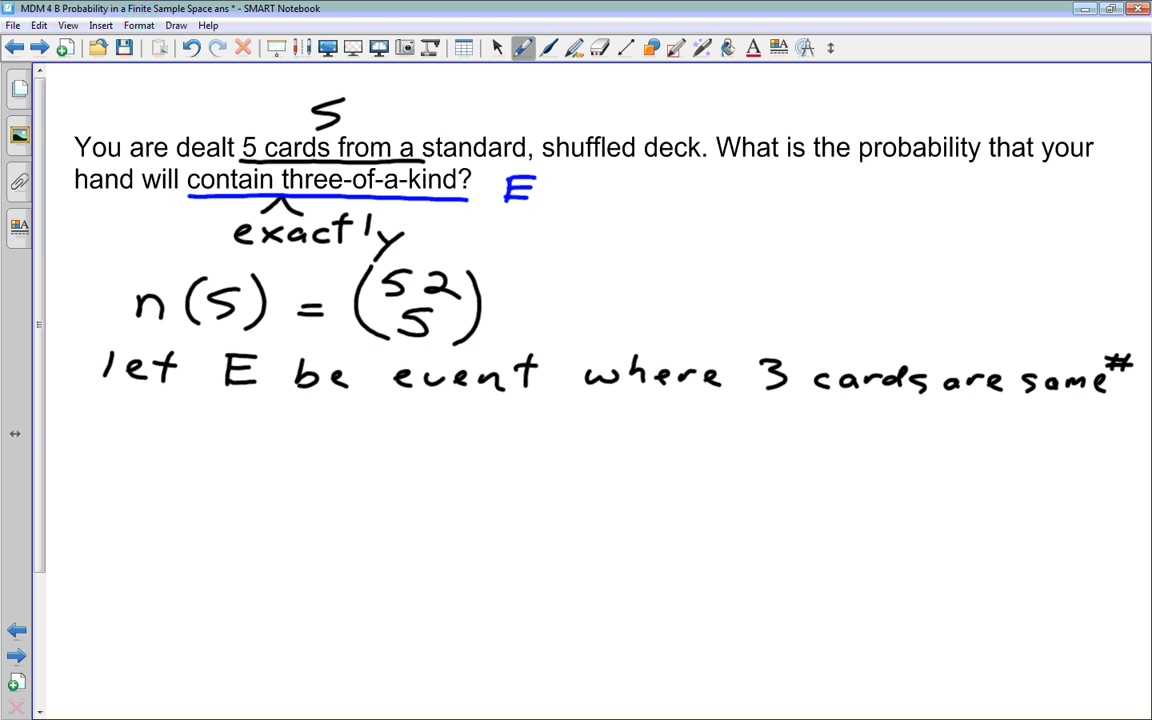 MDM 4 B Probability in a Finite Sample Space ans * - SMART Notebook
File Edit View Insert Format Draw Help
S
You are dealt 5 cards from a standard, shuffled deck. What is the probability that your
hand will contain three-of-a-kind? E
exactly
n(S) = (52
5)
let E be event where 3 cards are same #